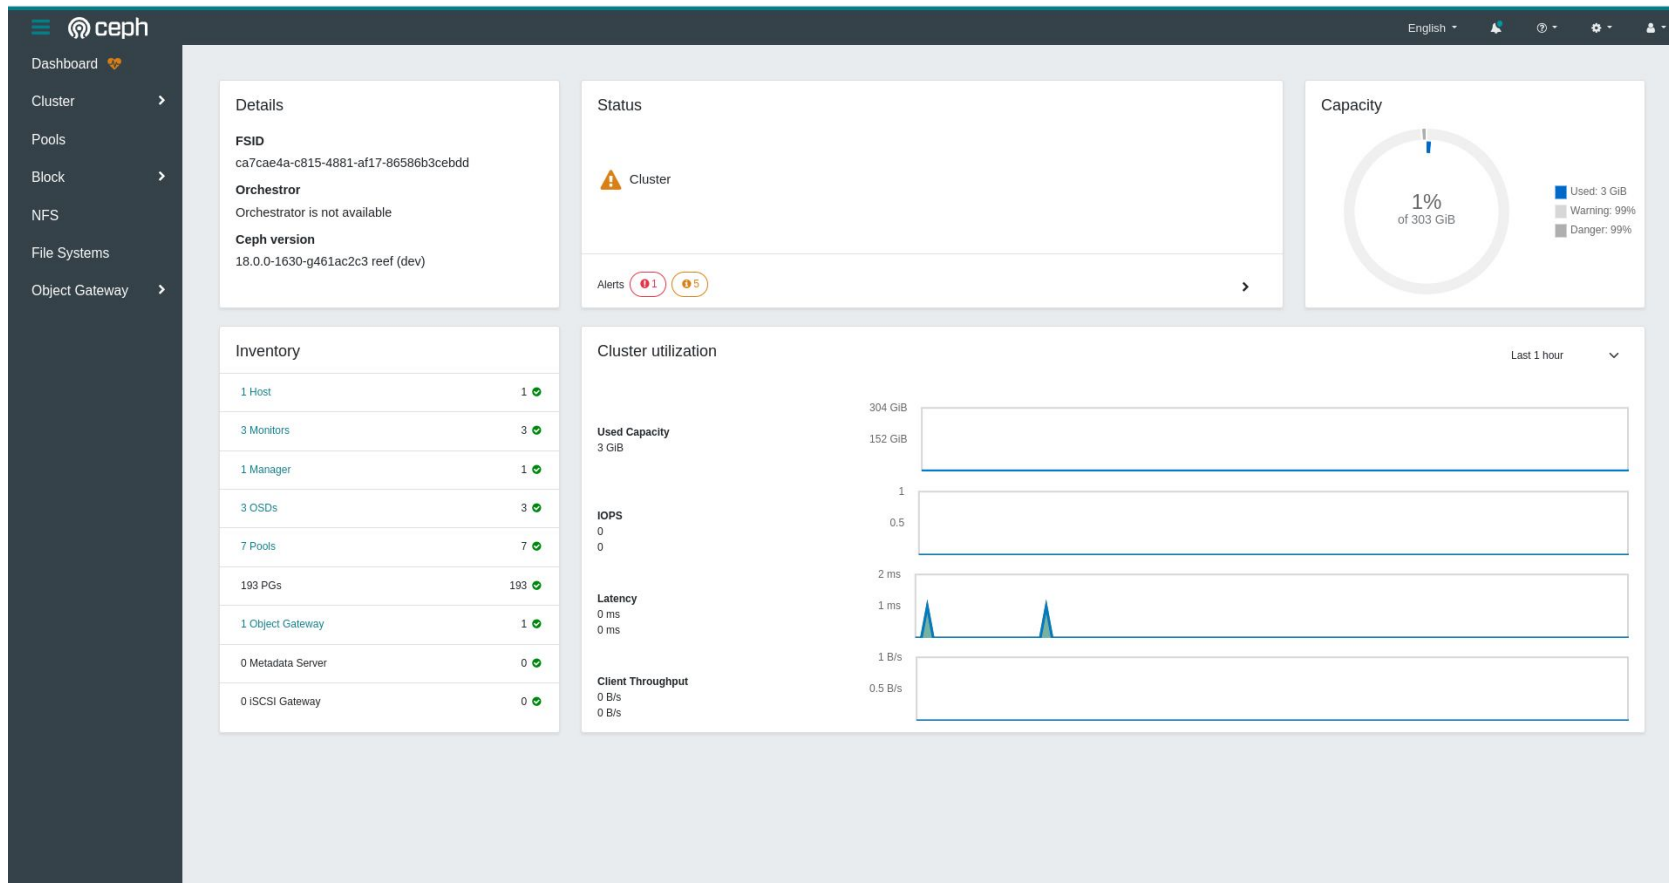 ceph
English
Dashboard
Cluster
Pools
Block
NFS
File Systems
Object Gateway
Details
FSID
ca7cae4a-c815-4881-af17-86586b3cebdd
Orchestror
Orchestrator is not available
Ceph version
18.0.0-1630-g461ac2c3 reef (dev)
Status
Cluster
Alerts 1 5
Capacity
1%
of 303 GiB
Used: 3 GiB
Warning: 99%
Danger: 99%
Inventory
1 Host 1
3 Monitors 3
1 Manager 1
3 OSDs 3
7 Pools 7
193 PGs 193
1 Object Gateway 1
0 Metadata Server 0
0 iSCSI Gateway 0
Cluster utilization
Last 1 hour
Used Capacity
3 GiB
304 GiB
152 GiB
IOPS
0
0
1
0.5
Latency
0 ms
0 ms
2 ms
1 ms
Client Throughput
0 B/s
0 B/s
1 B/s
0.5 B/s